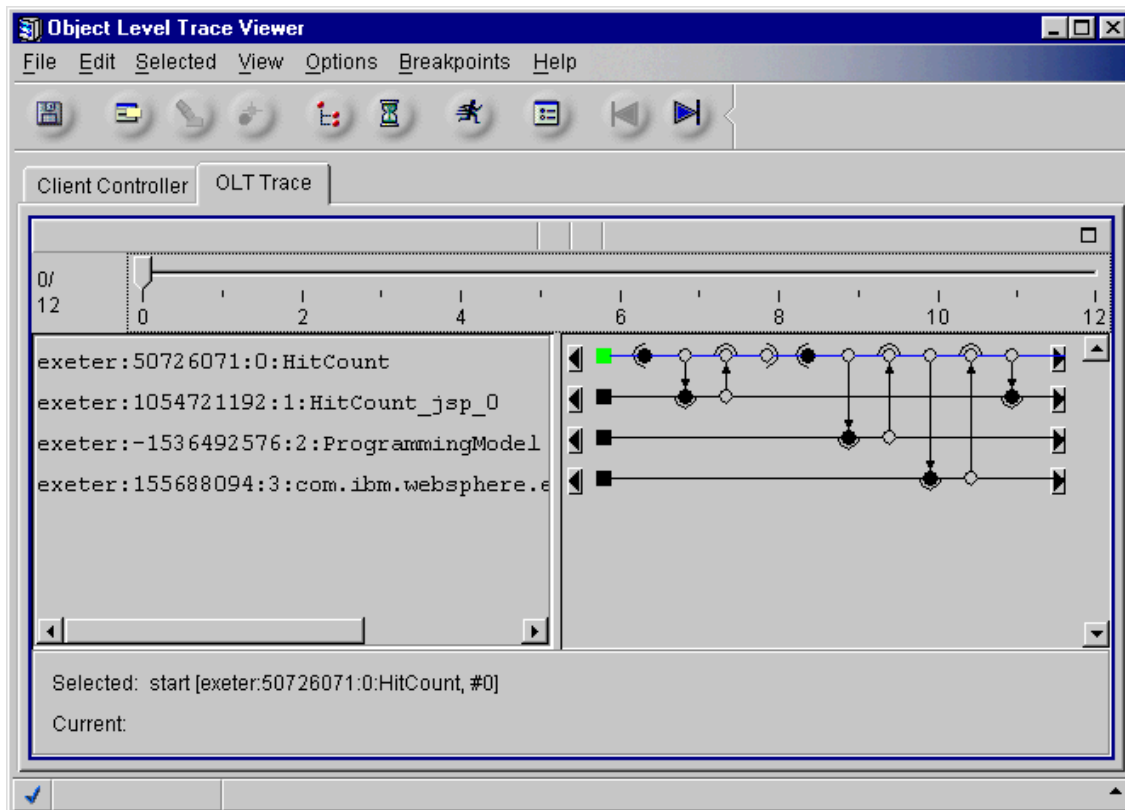 Object Level Trace Viewer
File Edit Selected View Options Breakpoints Help
Client Controller OLT Trace
0/
12
0 2 4 6 8 10 12
exeter:50726071:0:HitCount
exeter:1054721192:1:HitCount_jsp_0
exeter:-1536492576:2:ProgrammingModel
exeter:155688094:3:com.ibm.websphere.e
Selected: start [exeter:50726071:0:HitCount, #0]
Current: